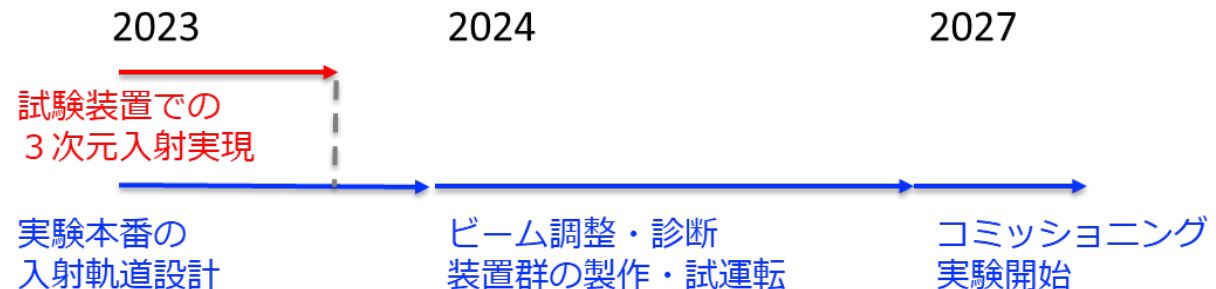 2023
2024
2027
試験装置での
３次元入射実現
実験本番の
入射軌道設計
ビーム調整・診断
装置群の製作・試運転
コミッショニング
実験開始